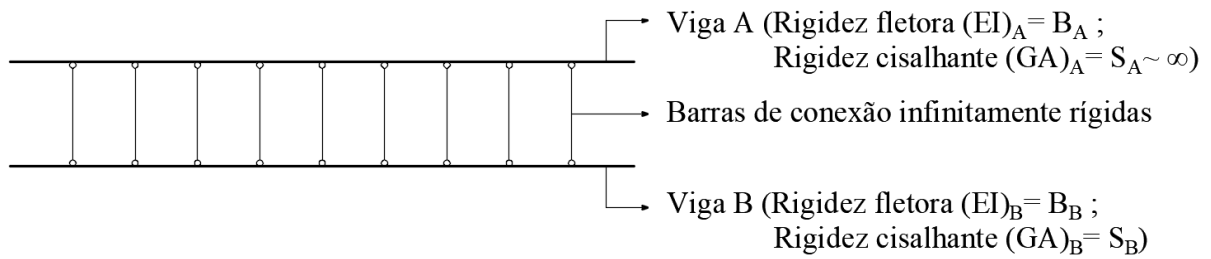 Viga A (Rigidez fletora (EI)A= BA ;
Rigidez cisalhante (GA)A= SA~ ∞)
Barras de conexão infinitamente rígidas
Viga B (Rigidez fletora (EI)B= BB ;
Rigidez cisalhante (GA)B= SB)